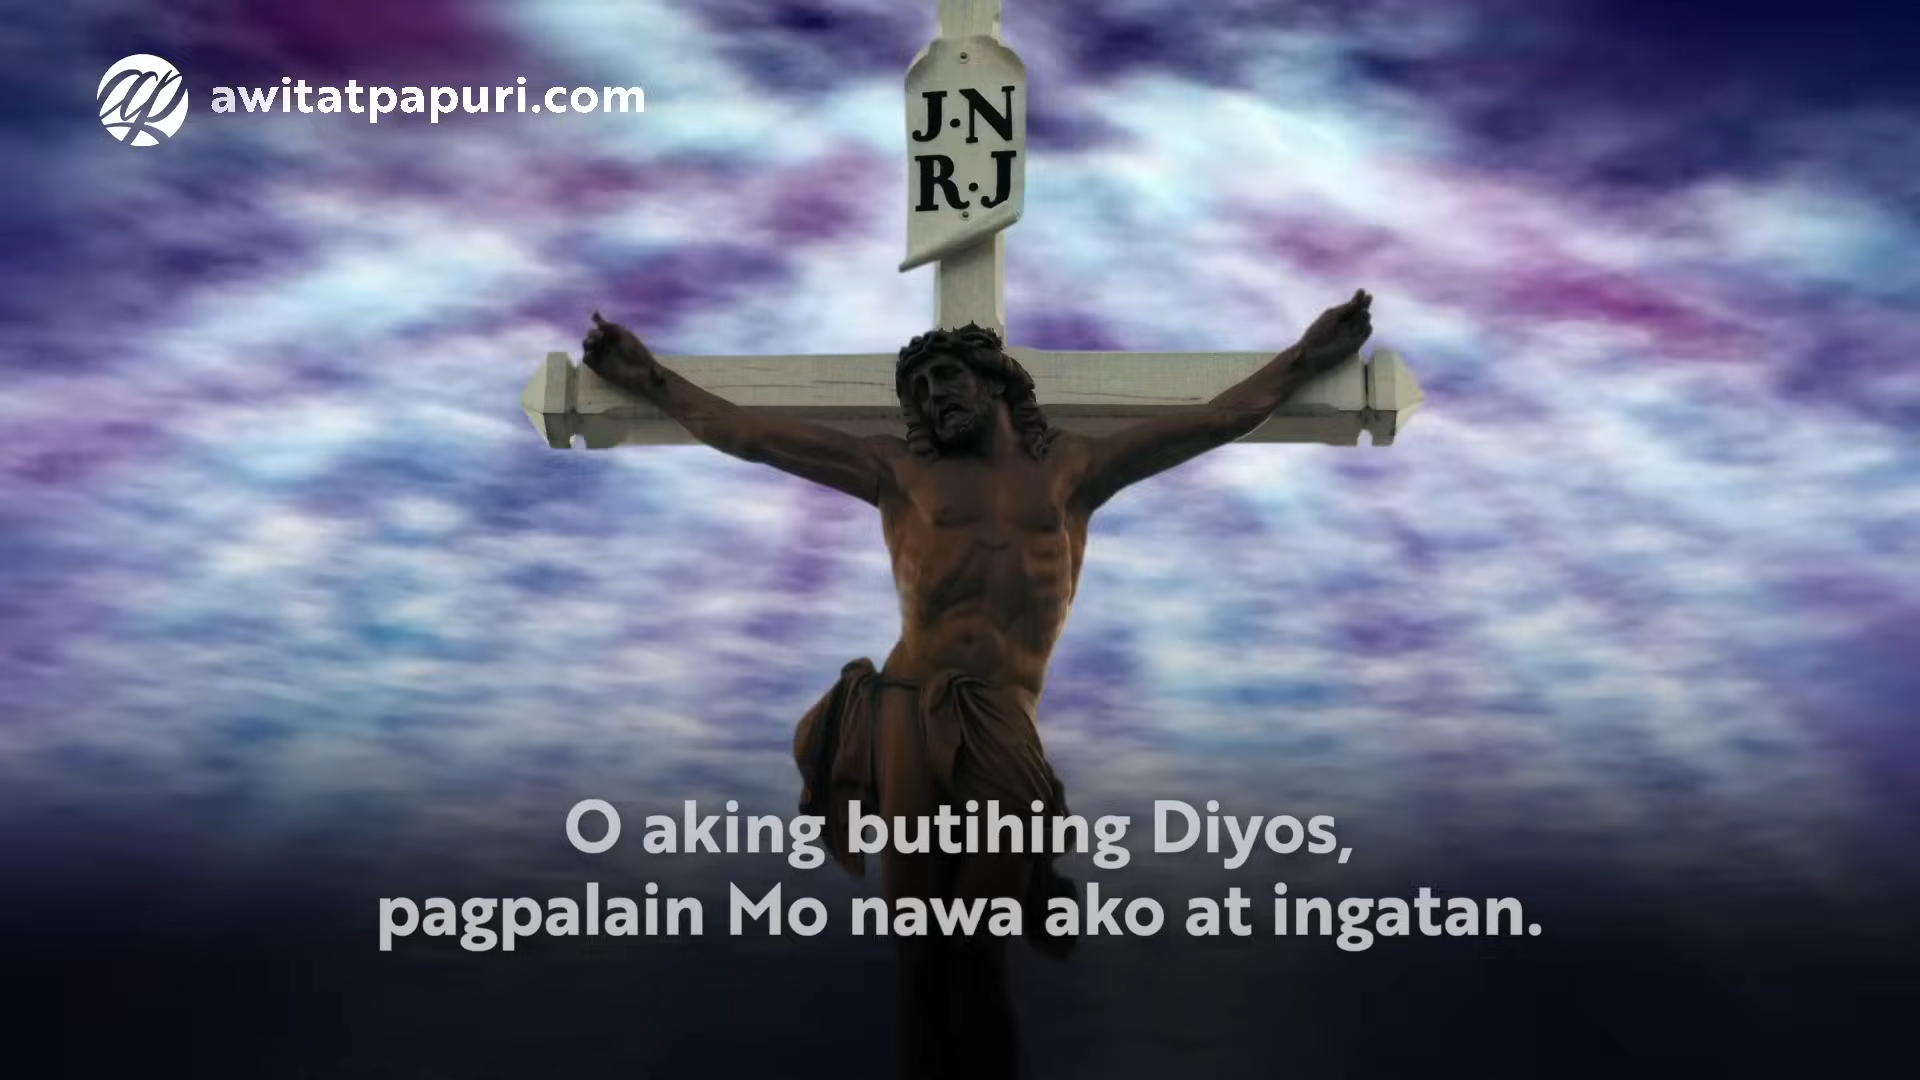 awitatpapuri.com
J·N
R·J
O aking butihing Diyos,
pagpalain Mo nawa ako at ingatan.